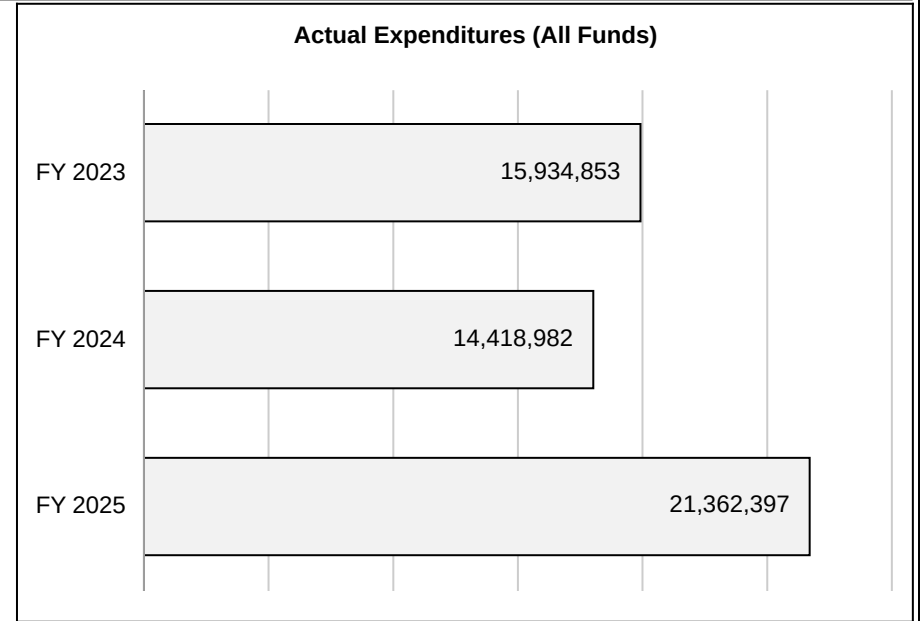 Actual Expenditures (All Funds)
FY 2023
15,934,853
FY 2024
14,418,982
FY 2025
21,362,397